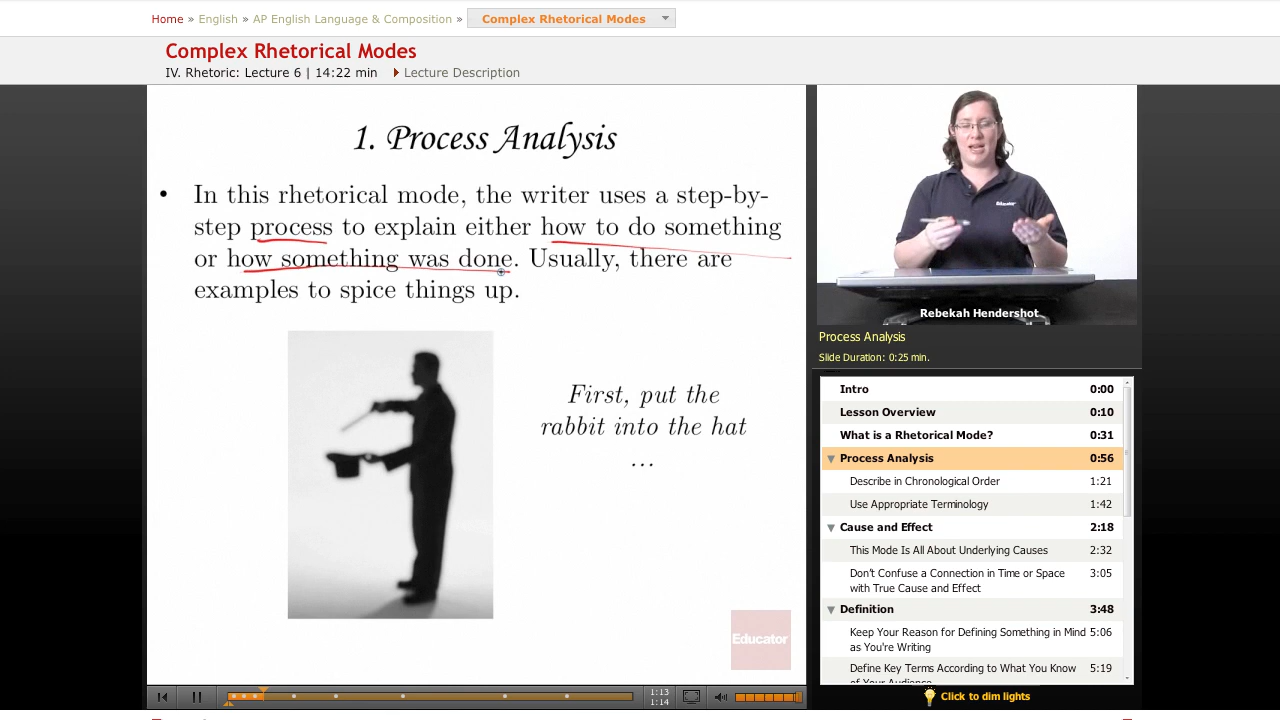 Home » English » AP English Language & Composition » Complex Rhetorical Modes
Complex Rhetorical Modes
IV. Rhetoric: Lecture 6 | 14:22 min Lecture Description
1. Process Analysis
• In this rhetorical mode, the writer uses a step-by-
step process to explain either how to do something
or how something was done. Usually, there are
examples to spice things up.
First, put the
rabbit into the hat
...
Educator
Educator
Rebekah Hendershot
Process Analysis
Slide Duration: 0:25 min.
Intro 0:00
Lesson Overview 0:10
What is a Rhetorical Mode? 0:31
Process Analysis 0:56
Describe in Chronological Order 1:21
Use Appropriate Terminology 1:42
Cause and Effect 2:18
This Mode Is All About Underlying Causes 2:32
Don't Confuse a Connection in Time or Space 3:05
with True Cause and Effect
Definition 3:48
Keep Your Reason for Defining Something in Mind 5:06
as You're Writing
Define Key Terms According to What You Know 5:19
of Your Audience
1:13
1:14
Click to dim lights